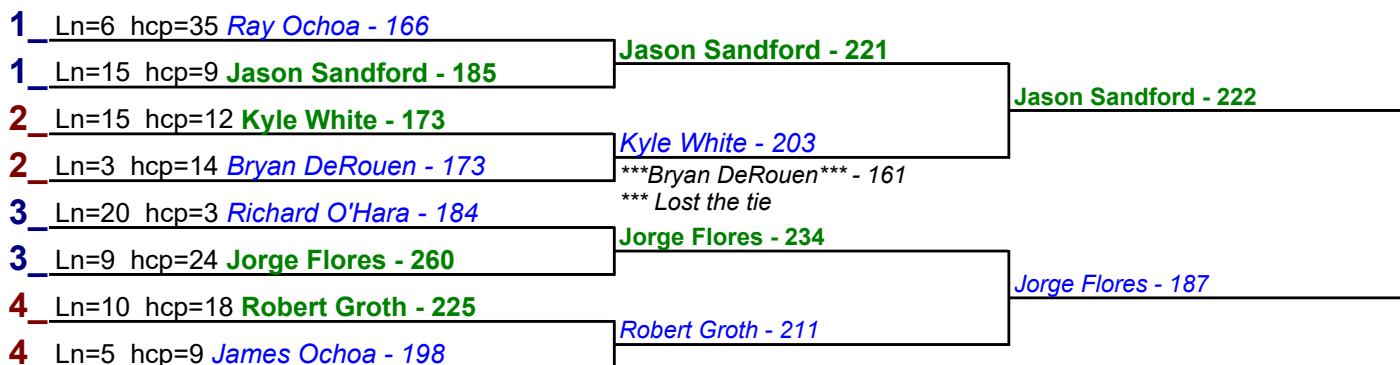 1_ Ln=6 hcp=35 Ray Ochoa - 166
1_ Ln=15 hcp=9 Jason Sandford - 185
2_ Ln=15 hcp=12 Kyle White - 173
2_ Ln=3 hcp=14 Bryan DeRouen - 173
3_ Ln=20 hcp=3 Richard O'Hara - 184
3_ Ln=9 hcp=24 Jorge Flores - 260
4_ Ln=10 hcp=18 Robert Groth - 225
4 Ln=5 hcp=9 James Ochoa - 198
Jason Sandford - 221
Kyle White - 203
***Bryan DeRouen*** - 161
*** Lost the tie
Jorge Flores - 234
Robert Groth - 211
Jason Sandford - 222
Jorge Flores - 187